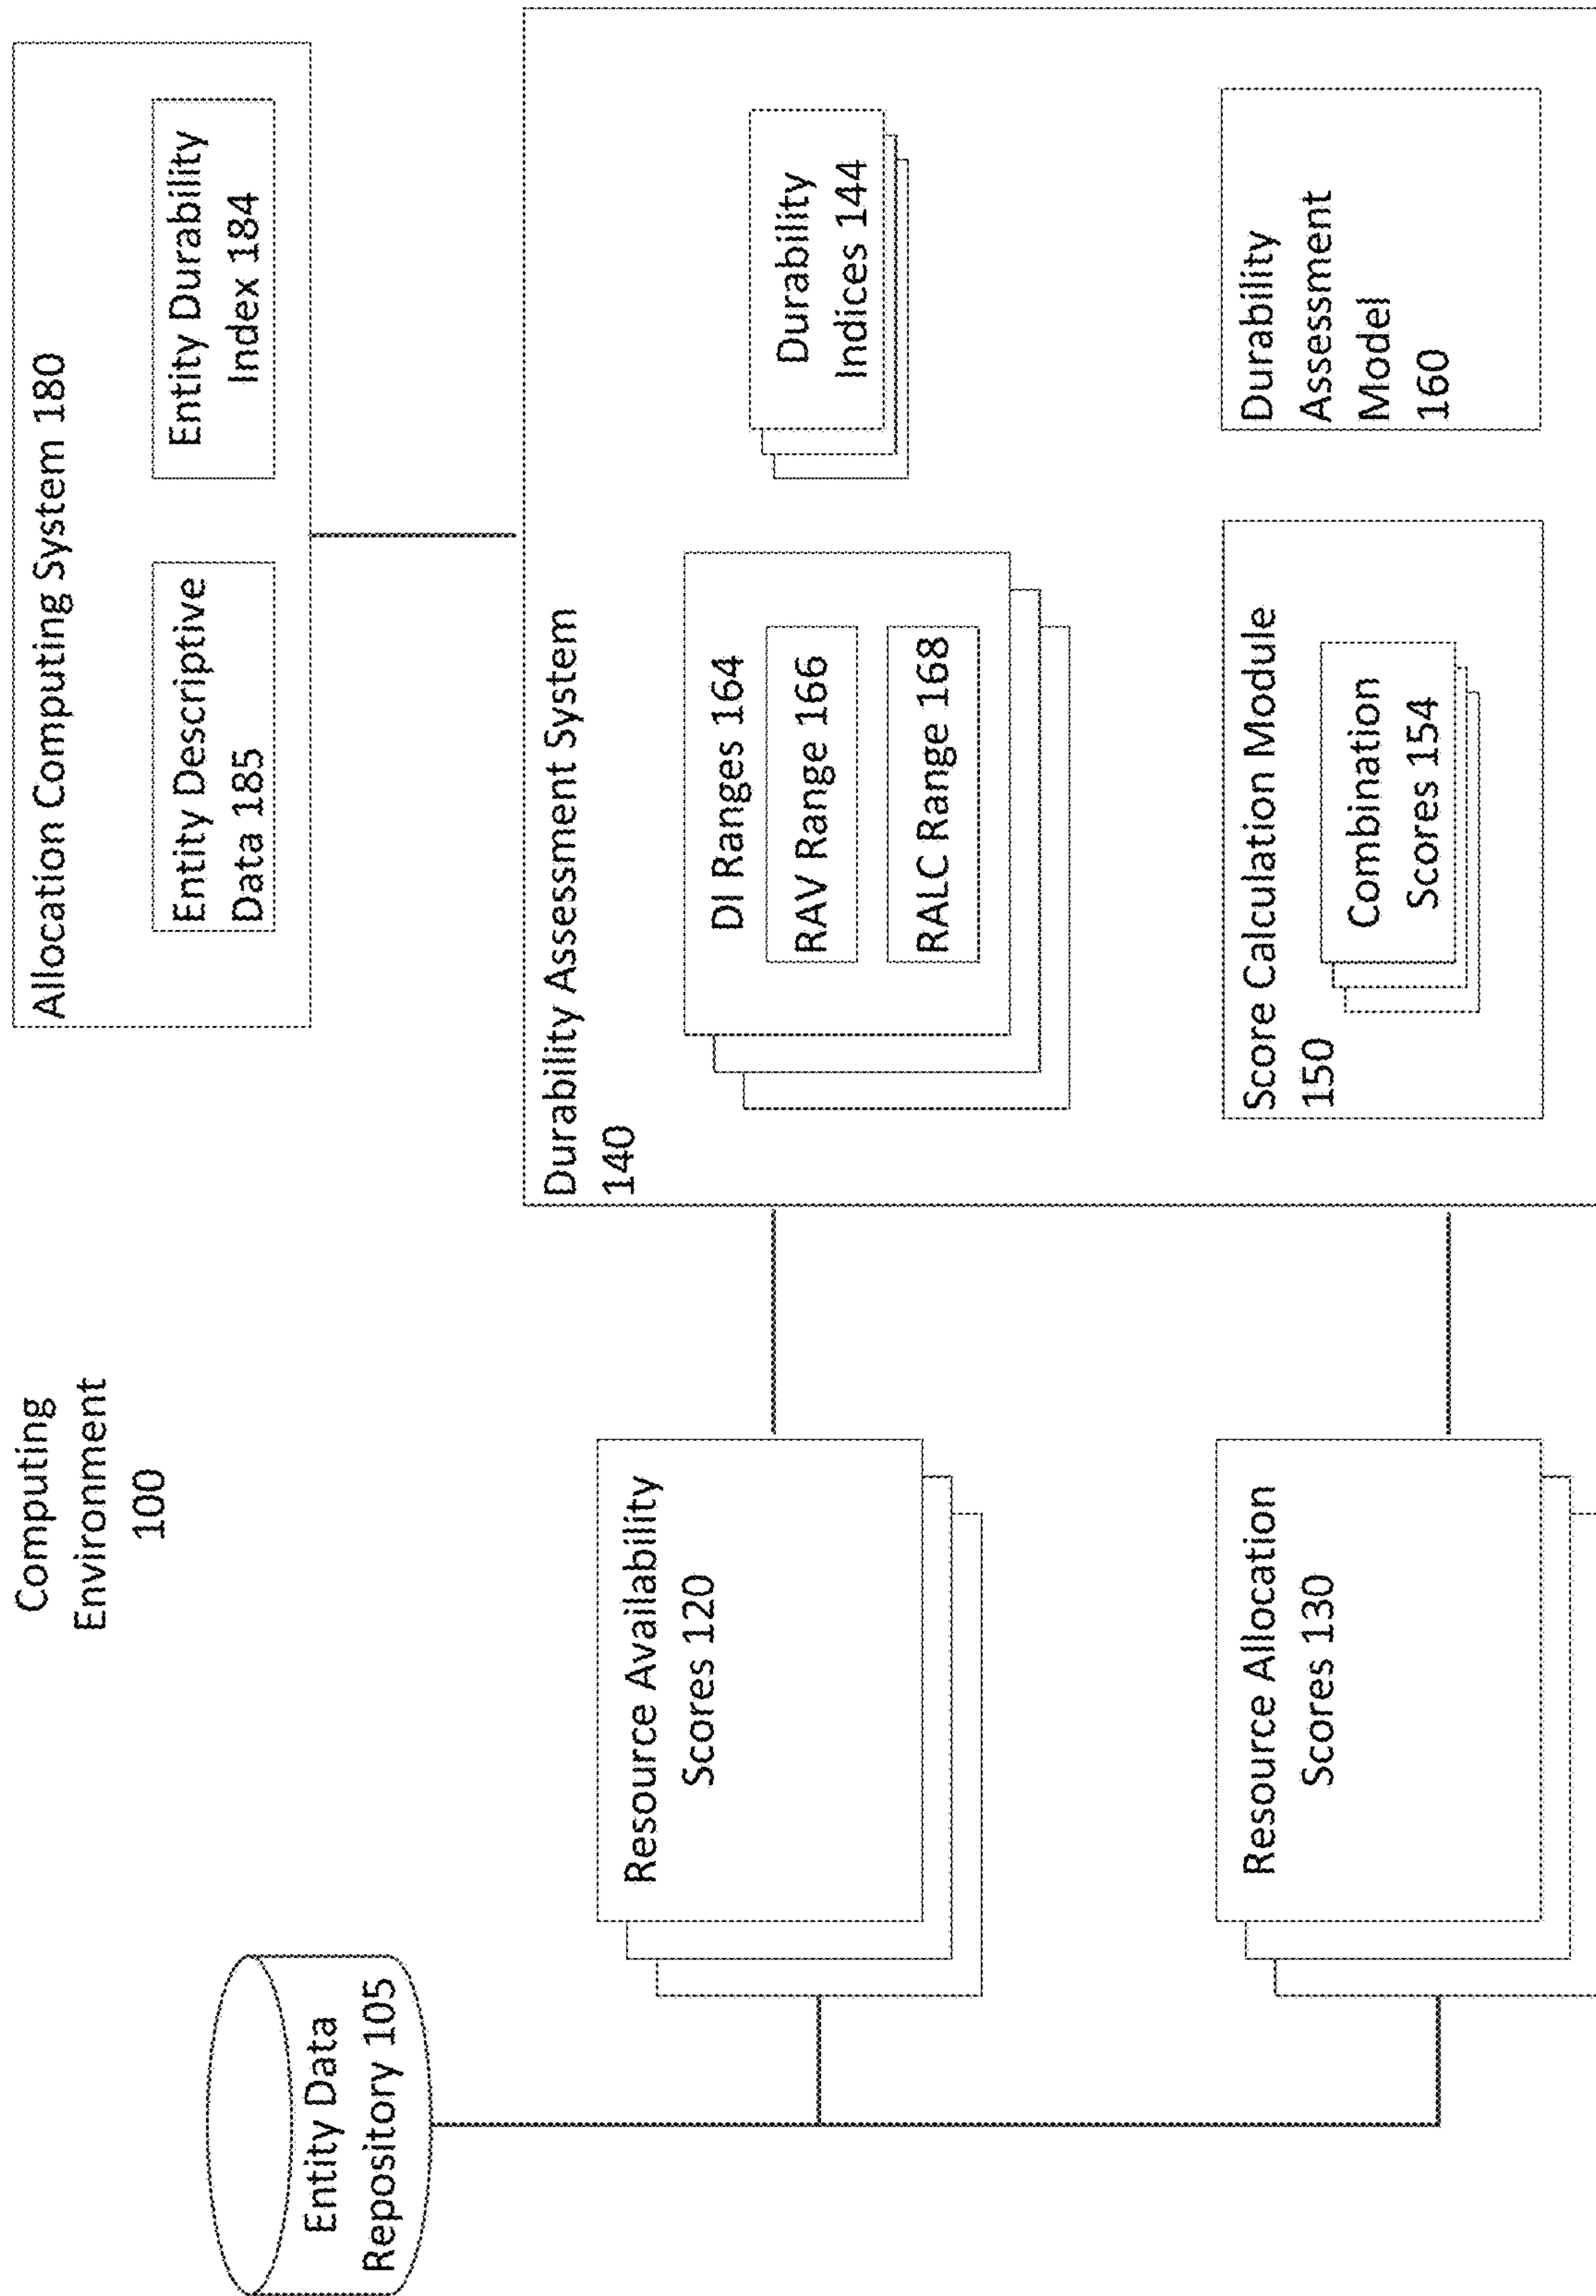 Computing
Environment
100
Entity Data
Repository 105
Resource Availability
Scores 120
Resource Allocation
Scores 130
Allocation Computing System 180
Entity Descriptive
Data 185
Entity Durability
Index 184
Durability Assessment System
140
DI Ranges 164
RAV Range 166
RALC Range 168
Durability
Indices 144
Score Calculation Module
150
Combination
Scores 154
Durability
Assessment
Model
160